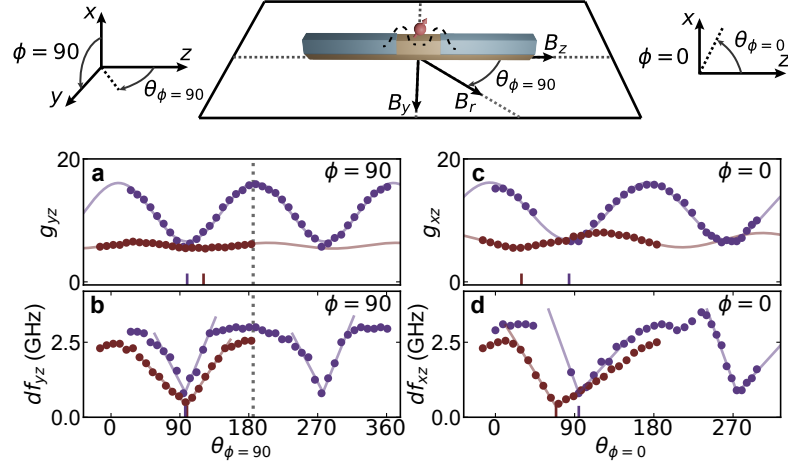 x
ϕ = 90
z
y
θϕ=90
Bz
θϕ=90
By
Br
x
ϕ=0
θϕ=0
z
20
0
gyz
a
ϕ = 90
gxz
20
0
c
ϕ = 0
dfyz (GHz)
2.5
0.0
b
ϕ = 90
dfxz (GHz)
2.5
0.0
d
ϕ = 0
0 90 180 270 360
θϕ=90
0 90 180 270
θϕ=0